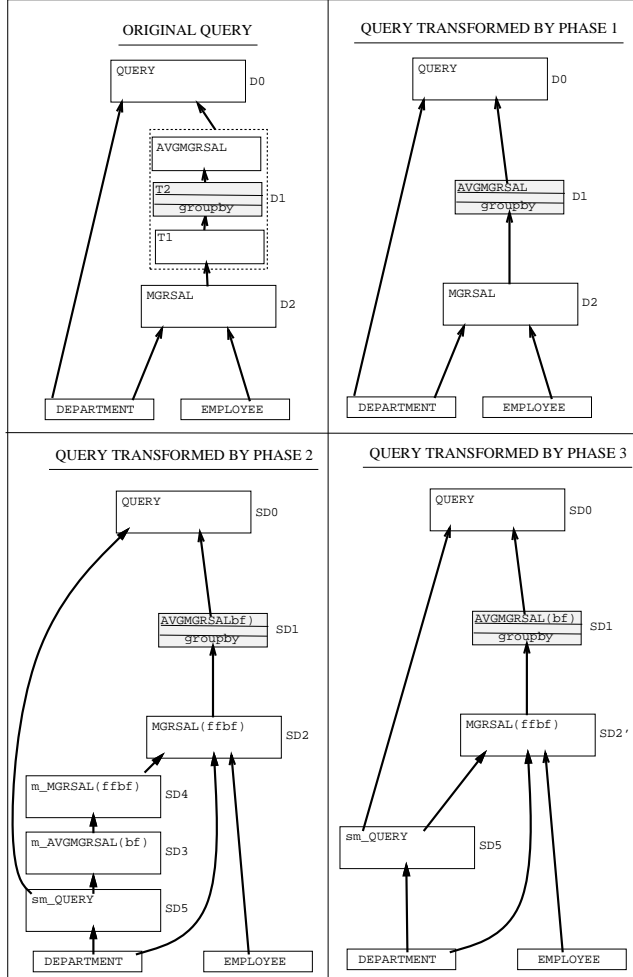 ORIGINAL QUERY
QUERY
D0
AVGMGRSAL
T2
groupby
D1
T1
MGRSAL
D2
DEPARTMENT
EMPLOYEE
QUERY TRANSFORMED BY PHASE 1
QUERY
D0
AVGMGRSAL
groupby
D1
MGRSAL
D2
DEPARTMENT
EMPLOYEE
QUERY TRANSFORMED BY PHASE 2
QUERY
SD0
AVGMGRSALbf)
groupby
SD1
MGRSAL(ffbf)
SD2
m_MGRSAL(ffbf)
SD4
m_AVGMGRSAL(bf)
SD3
sm_QUERY
SD5
DEPARTMENT
EMPLOYEE
QUERY TRANSFORMED BY PHASE 3
QUERY
SD0
AVGMGRSAL(bf)
groupby
SD1
MGRSAL(ffbf)
SD2'
sm_QUERY
SD5
DEPARTMENT
EMPLOYEE